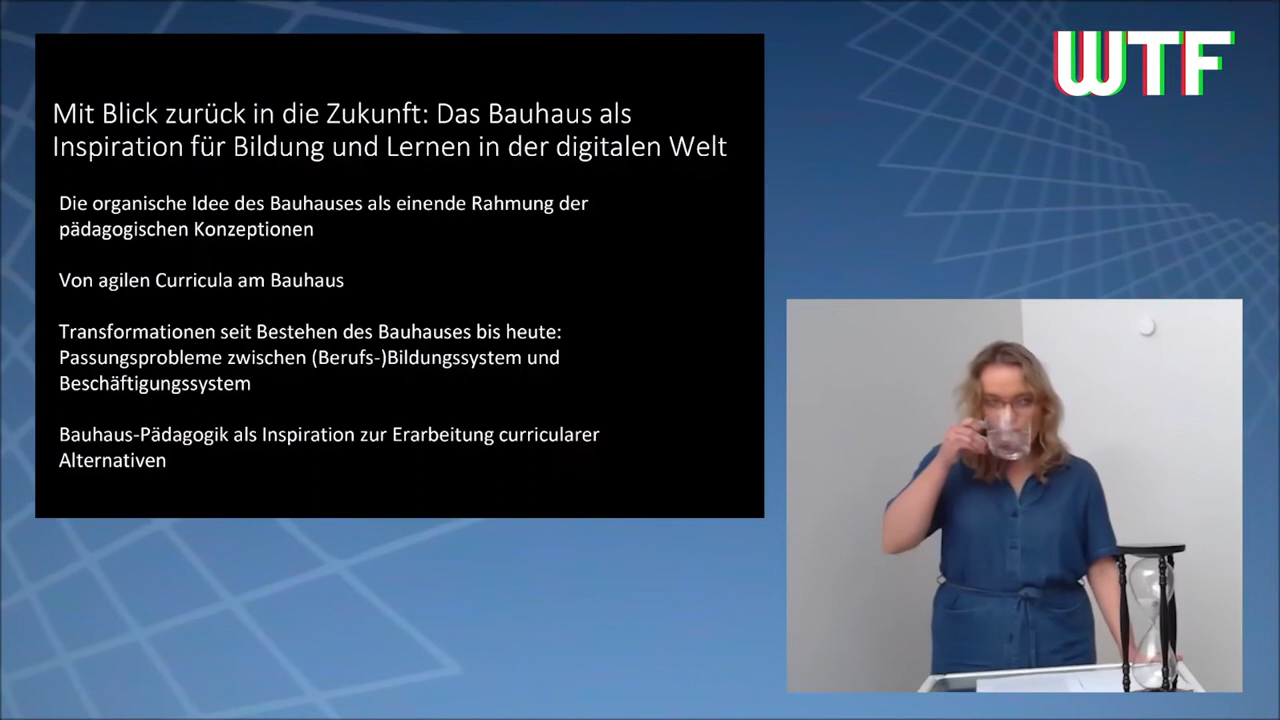 WTF
Mit Blick zurück in die Zukunft: Das Bauhaus als
Inspiration für Bildung und Lernen in der digitalen Welt
Die organische Idee des Bauhauses als einende Rahmung der
pädagogischen Konzeptionen
Von agilen Curricula am Bauhaus
Transformationen seit Bestehen des Bauhauses bis heute:
Passungsprobleme zwischen (Berufs-)Bildungssystem und
Beschäftigungssystem
Bauhaus-Pädagogik als Inspiration zur Erarbeitung curricularer
Alternativen